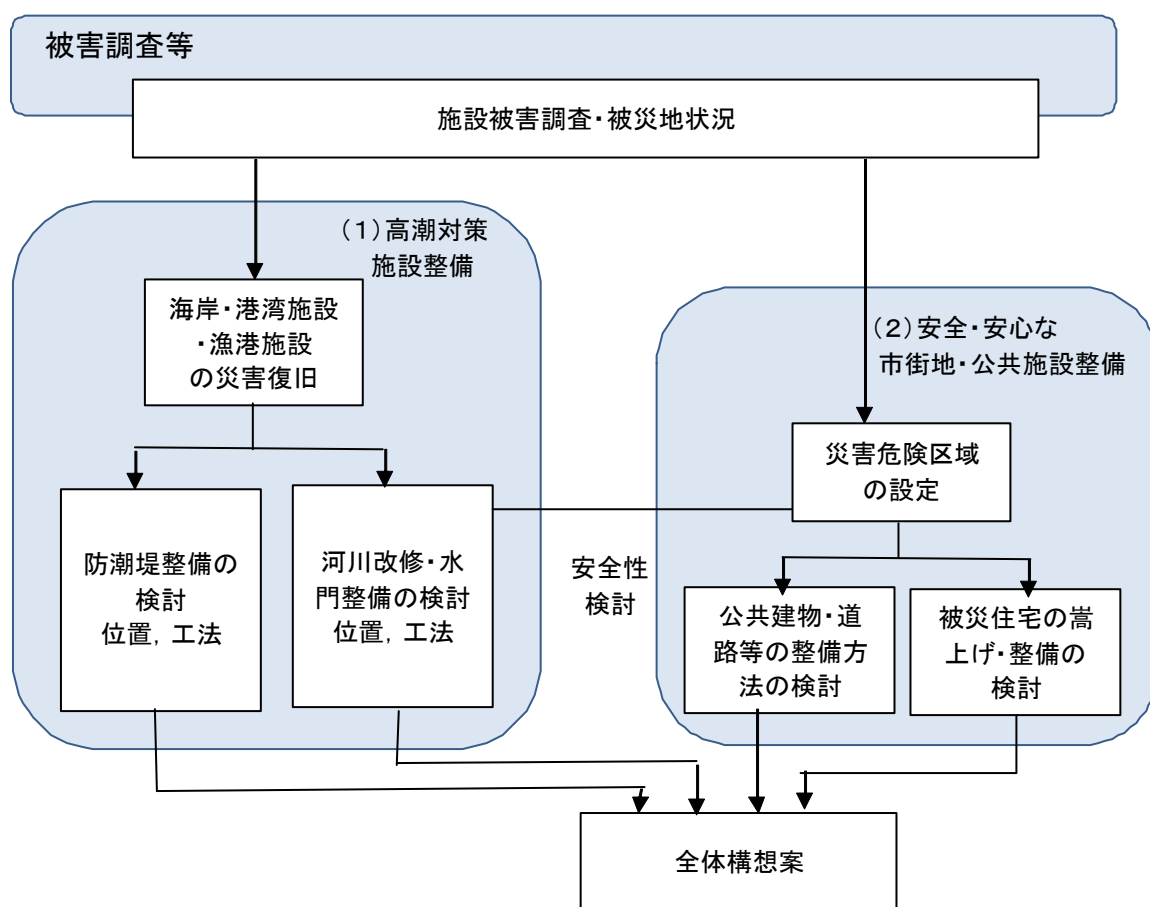 被害調査等
施設被害調査・被災地状況
（1）高潮対策
施設整備
海岸・港湾施設
・漁港施設
の災害復旧
防潮堤整備の
検討
位置，工法
河川改修・水
門整備の検討
位置，工法
安全性
検討
（2）安全・安心な
市街地・公共施設整備
災害危険区域
の設定
公共建物・道
路等の整備方
法の検討
被災住宅の嵩
上げ・整備の
検討
全体構想案